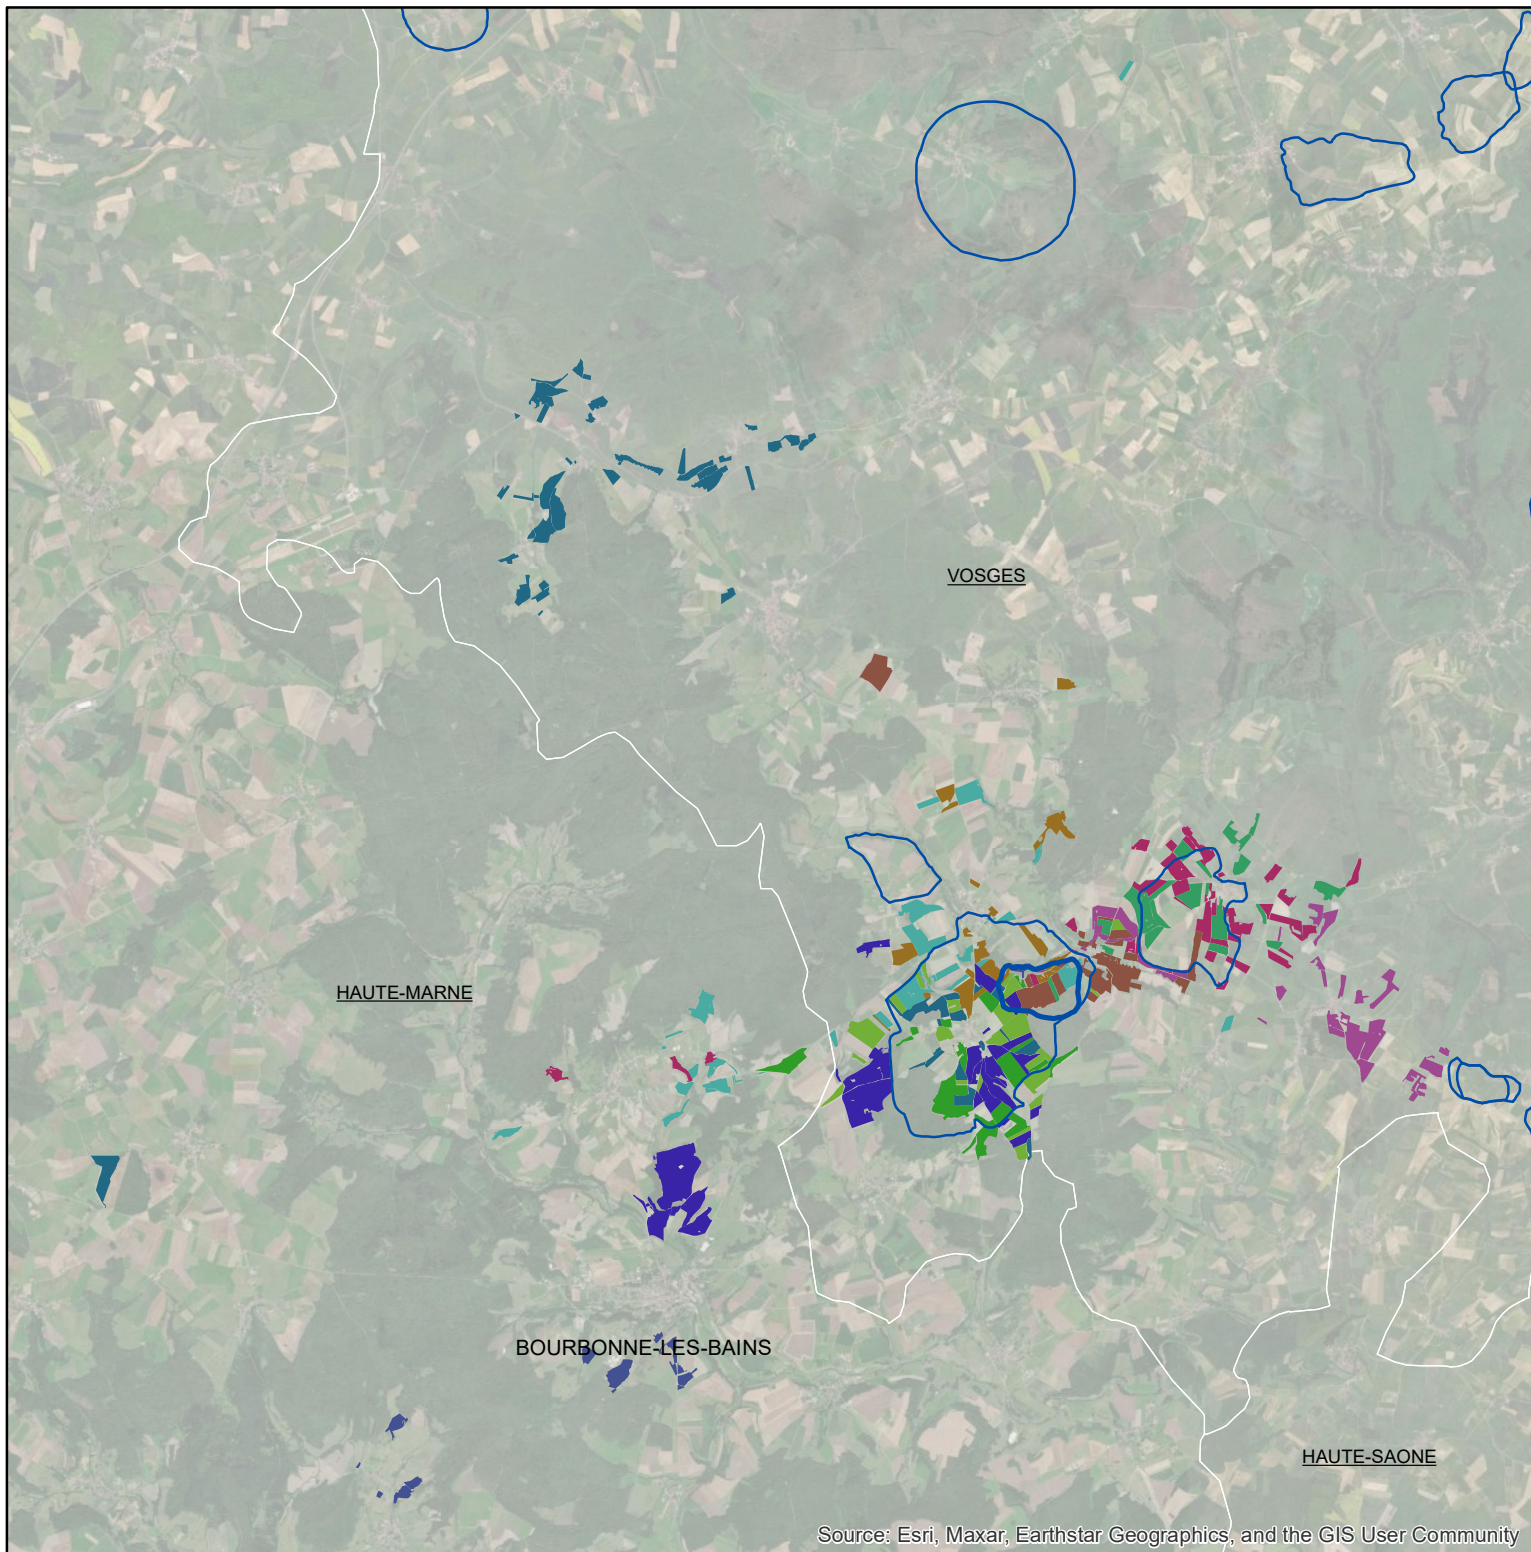 VOSGES
HAUTE-MARNE
BOURBONNE-LES-BAINS
HAUTE-SAONE
Source: Esri, Maxar, Earthstar Geographics, and the GIS User Community